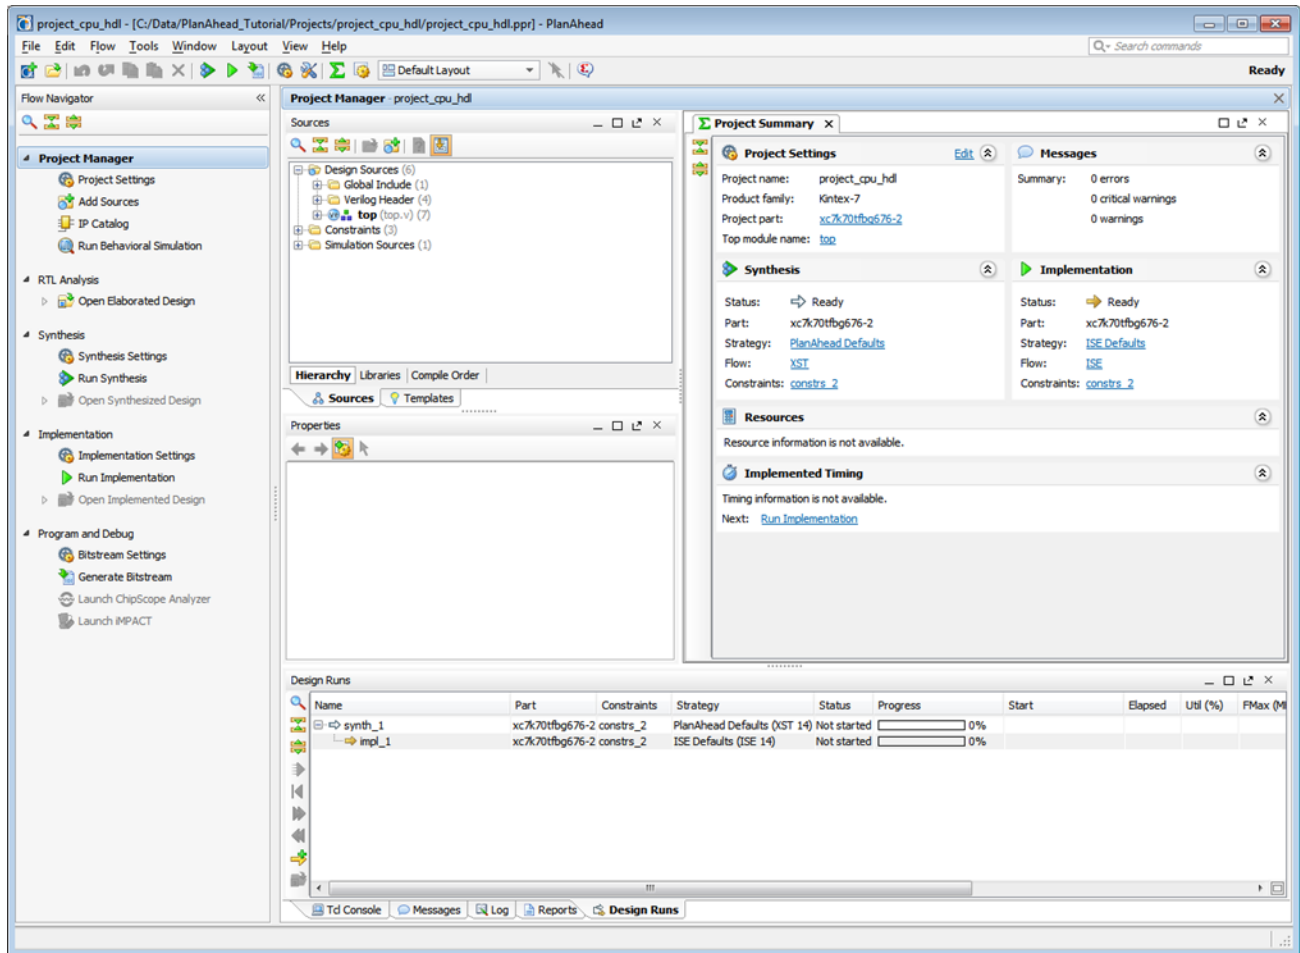 project_cpu_hdl - [C:/Data/PlanAhead_Tutorial/Projects/project_cpu_hdl/project_cpu_hdl.ppr] - PlanAhead
File Edit Flow Tools Window Layout View Help
Search commands
Default Layout
Ready
Flow Navigator
Project Manager
Project Settings
Add Sources
IP Catalog
Run Behavioral Simulation
RTL Analysis
Open Elaborated Design
Synthesis
Synthesis Settings
Run Synthesis
Open Synthesized Design
Implementation
Implementation Settings
Run Implementation
Open Implemented Design
Program and Debug
Bitstream Settings
Generate Bitstream
Launch ChipScope Analyzer
Launch iMPACT
Project Manager - project_cpu_hdl
Sources
Design Sources (6)
Global Include (1)
Verilog Header (4)
top (top.v) (7)
Constraints (3)
Simulation Sources (1)
Hierarchy Libraries Compile Order
Sources Templates
Properties
Project Summary
Project Settings Edit
Project name: project_cpu_hdl
Product family: Kintex-7
Project part: xc7k70tfbg676-2
Top module name: top
Messages
Summary: 0 errors
0 critical warnings
0 warnings
Synthesis
Status: Ready
Part: xc7k70tfbg676-2
Strategy: PlanAhead Defaults
Flow: XST
Constraints: constrs_2
Implementation
Status: Ready
Part: xc7k70tfbg676-2
Strategy: ISE Defaults
Flow: ISE
Constraints: constrs_2
Resources
Resource information is not available.
Implemented Timing
Timing information is not available.
Next: Run Implementation
Design Runs
Name Part Constraints Strategy Status Progress Start Elapsed Util (%) FMax (M
synth_1 xc7k70tfbg676-2 constrs_2 PlanAhead Defaults (XST 14) Not started 0%
impl_1 xc7k70tfbg676-2 constrs_2 ISE Defaults (ISE 14) Not started 0%
Tcl Console Messages Log Reports Design Runs